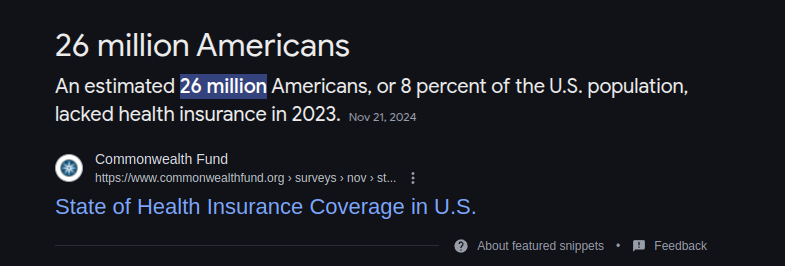 26 million Americans
An estimated 26 million Americans, or 8 percent of the U.S. population,
lacked health insurance in 2023. Nov 21, 2024
Commonwealth Fund
https://www.commonwealthfund.org › surveys › nov › st...
State of Health Insurance Coverage in U.S.
About featured snippets • Feedback